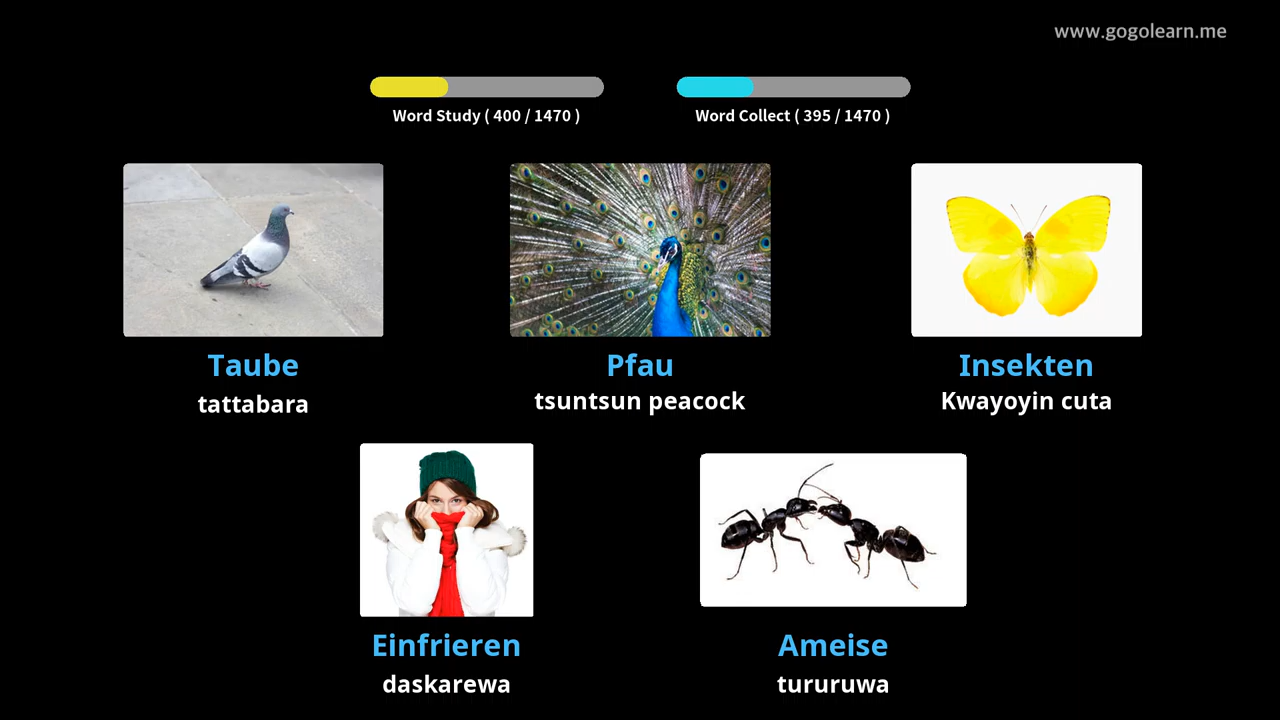 www.gogolearn.me
Word Study ( 400 / 1470 )
Word Collect ( 395 / 1470 )
Taube
tattabara
Pfau
tsuntsun peacock
Insekten
Kwayoyin cuta
Einfrieren
daskarewa
Ameise
tururuwa